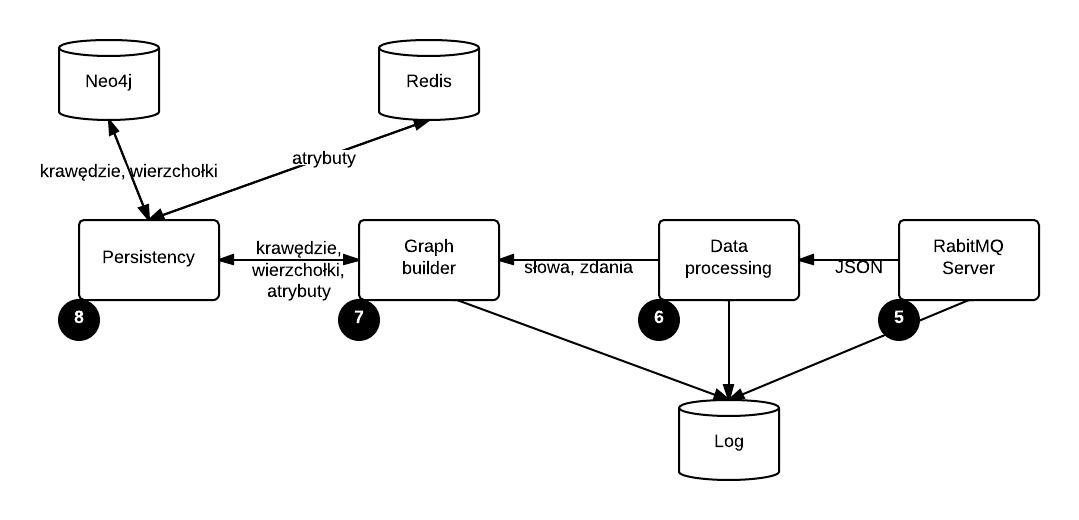 Neo4j
Redis
krawędzie, wierzchołki
atrybuty
Persistency
krawędzie,
wierzchołki,
atrybuty
Graph
builder
słowa, zdania
Data
processing
JSON
RabitMQ
Server
8
7
6
5
Log